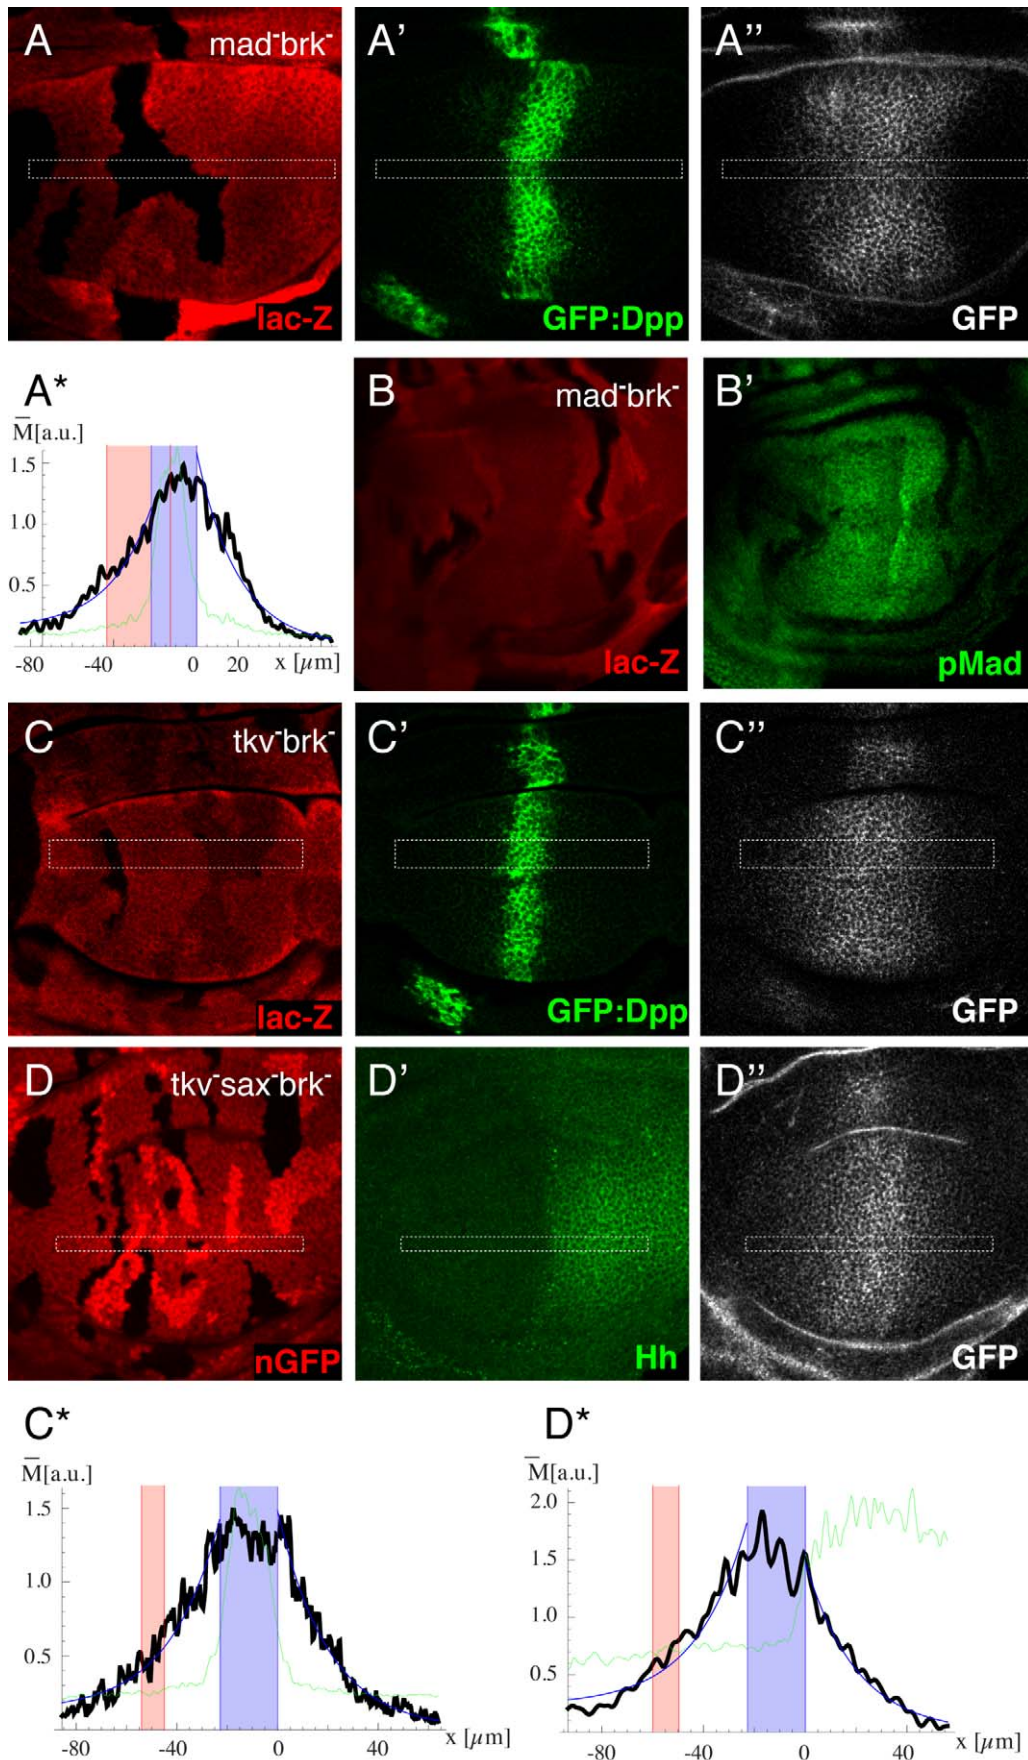 A mad-brk-
lac-Z
A' GFP:Dpp
A'' GFP
A*
M[a.u.]
1.5
1.0
0.5
-80 -40 0 20
x [μm]
B mad-brk-
lac-Z
B' pMad
C tkv-brk-
lac-Z
C' GFP:Dpp
C'' GFP
D tkv-sax-brk-
nGFP
D' Hh
D'' GFP
C*
M[a.u.]
1.5
1.0
0.5
-80 -40 0 40
x [μm]
D*
M[a.u.]
2.0
1.5
1.0
0.5
-80 -40 0 40
x [μm]